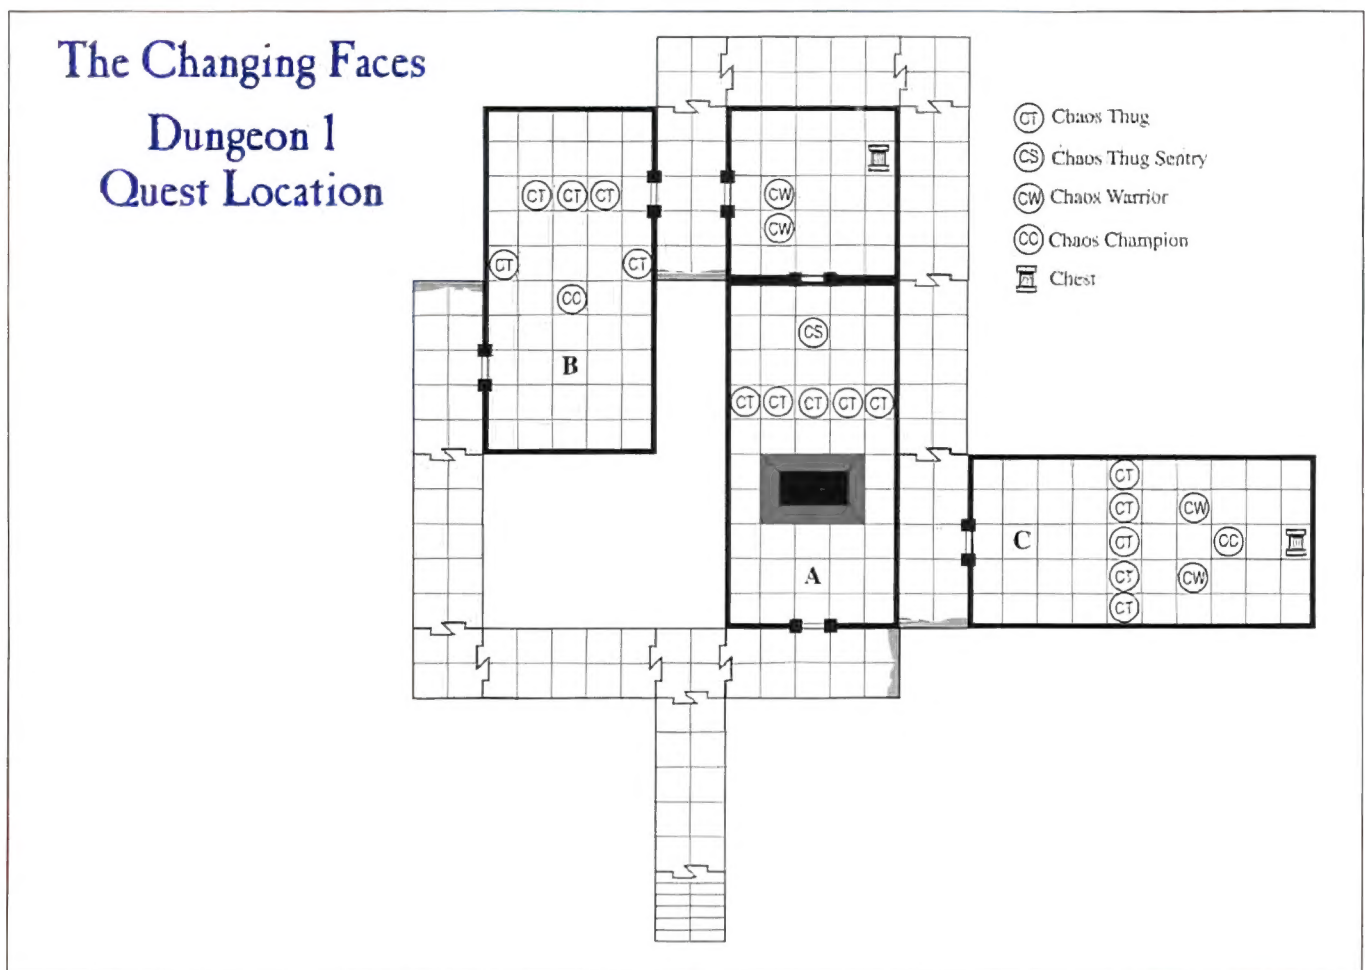 The Changing Faces
Dungeon 1
Quest Location
CT Chaos Thug
CS Chaos Thug Sentry
CW Chaos Warrior
CC Chaos Champion
Chest
CT CT CT
CW
CW
CT CT
CC
CS
B
CT CT CT CT CT
CT
CT CW
C CT CC
A CT CW
CT